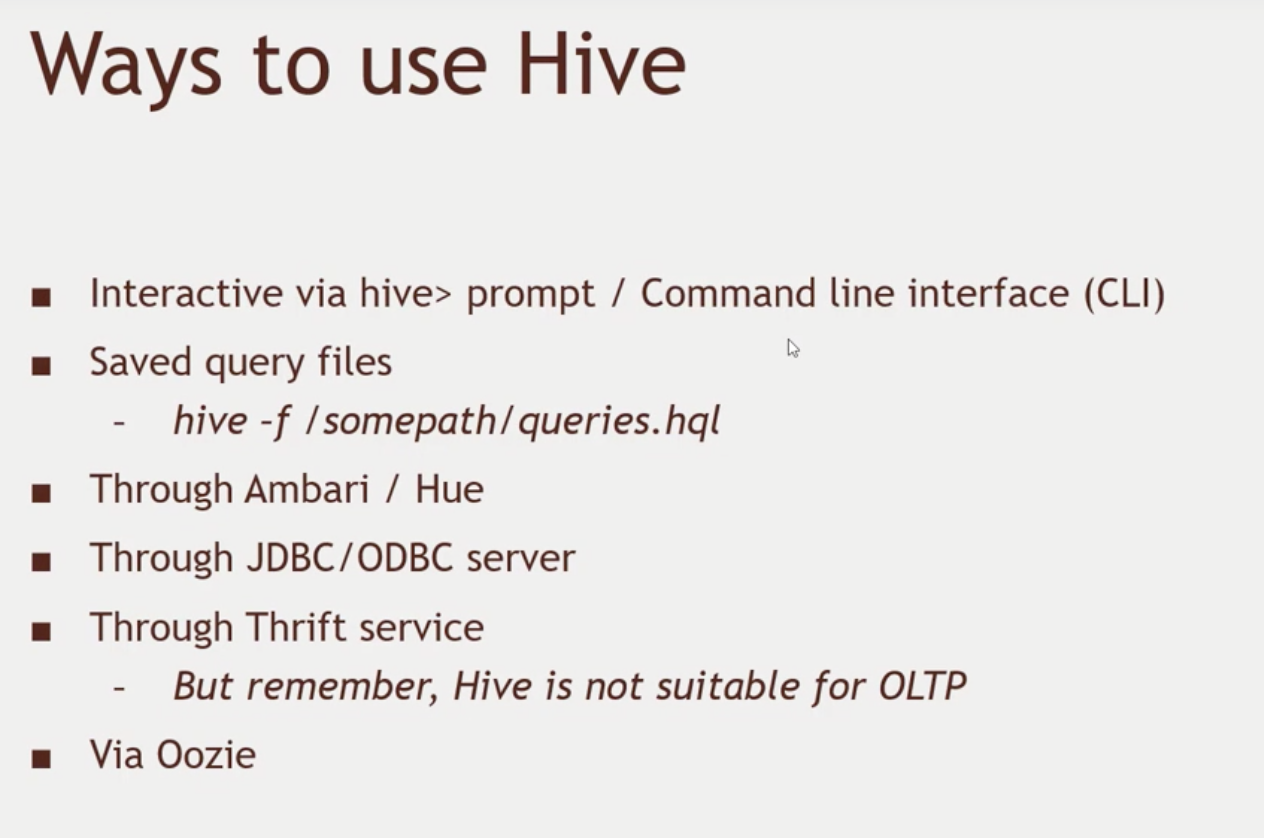 Ways to use Hive
■ Interactive via hive> prompt / Command line interface (CLI)
■ Saved query files
– hive –f /somepath/queries.hql
■ Through Ambari / Hue
■ Through JDBC/ODBC server
■ Through Thrift service
– But remember, Hive is not suitable for OLTP
■ Via Oozie